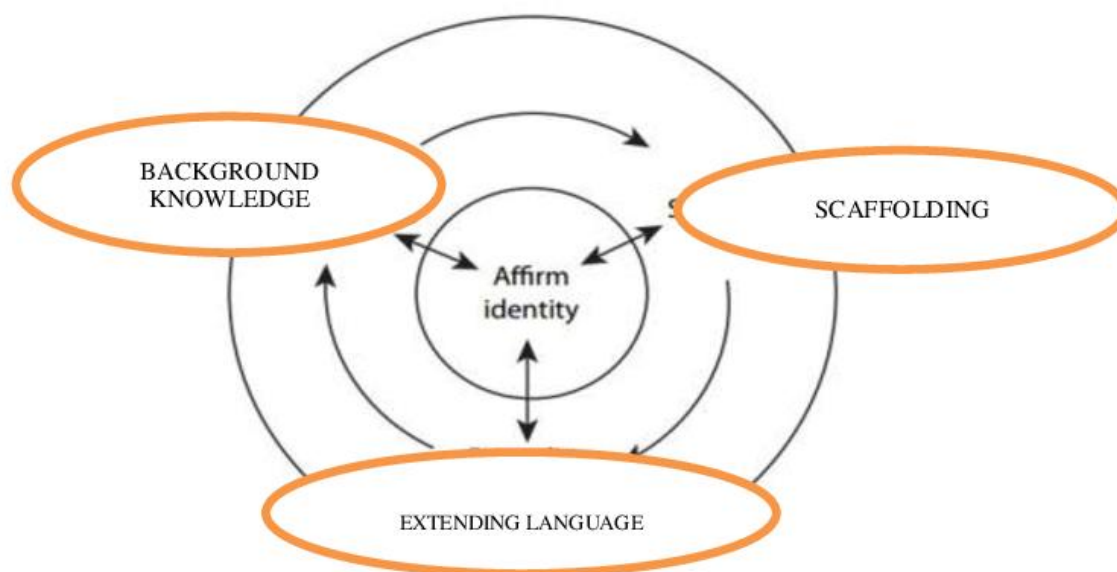 BACKGROUND
KNOWLEDGE
SCAFFOLDING
Affirm
identity
EXTENDING LANGUAGE